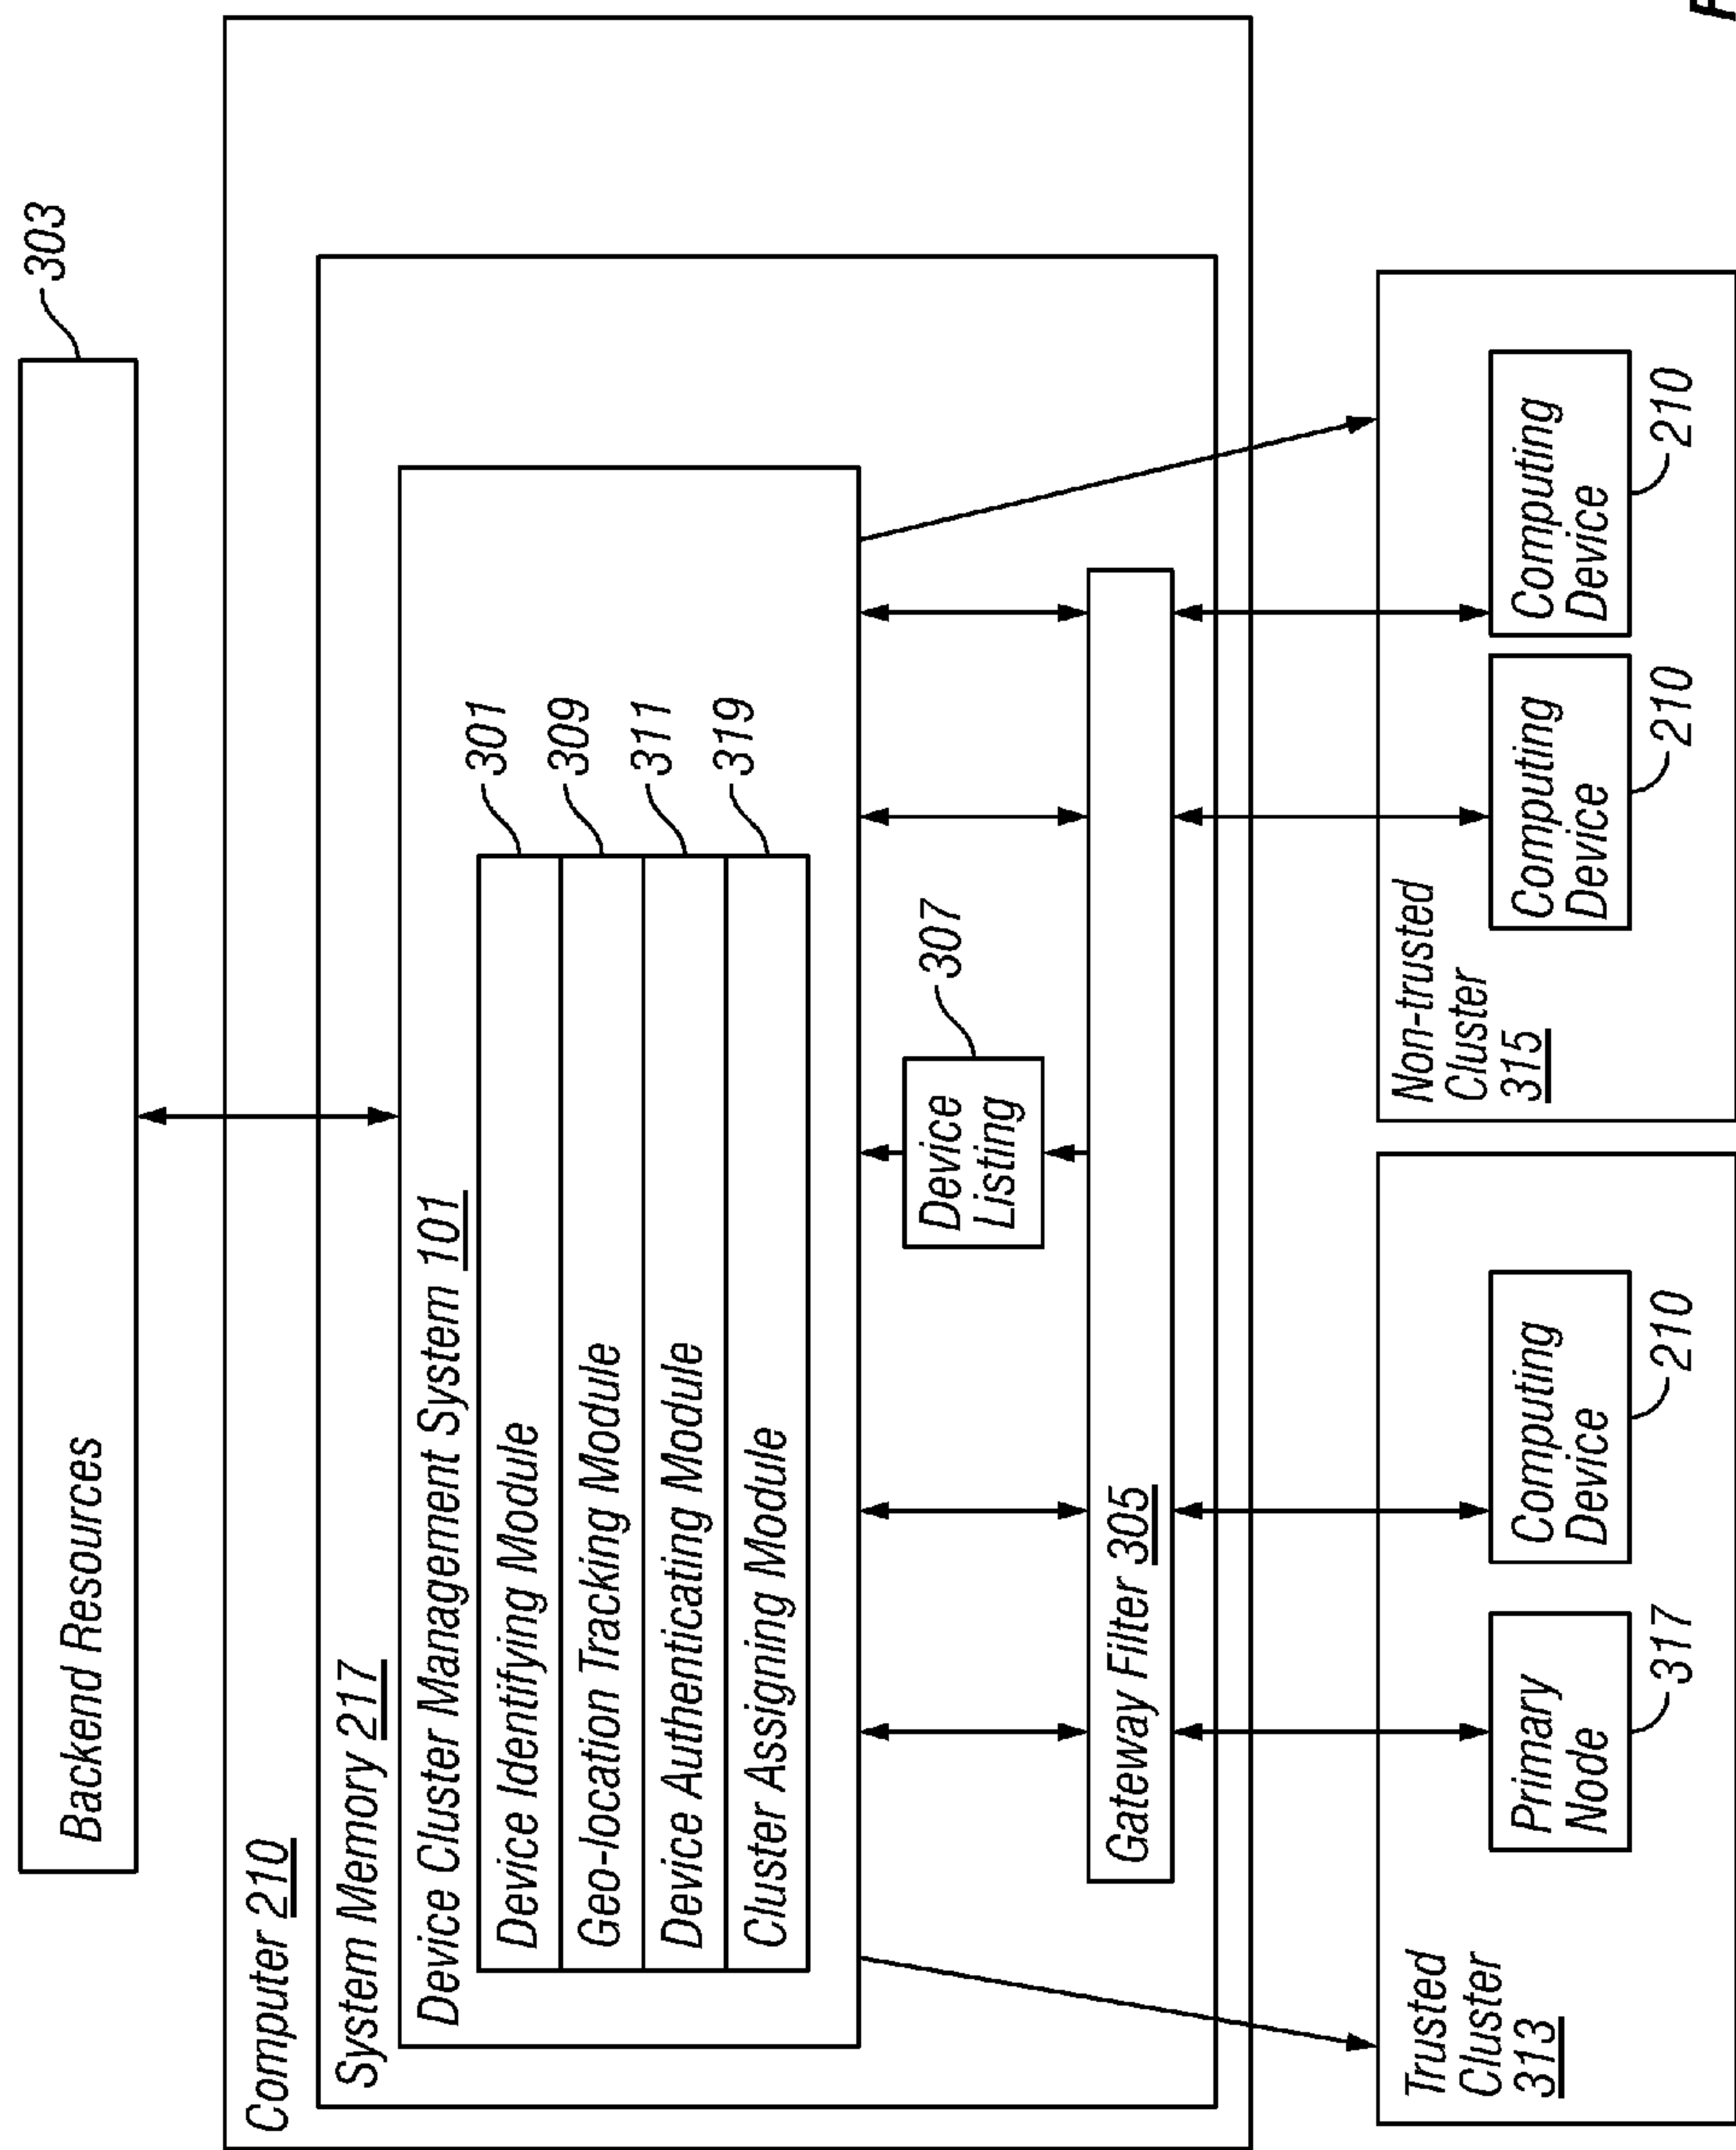 Backend Resources
303
Computer 210
System Memory 217
Device Cluster Management System 101
Device Identifying Module
301
Geo-location Tracking Module
309
Device Authenticating Module
311
Cluster Assigning Module
319
Device
Listing
307
Gateway Filter 305
Trusted
Cluster
313
Primary
Node
317
Computing
Device
210
Non-trusted
Cluster
315
Computing
Device
210
Computing
Device
210